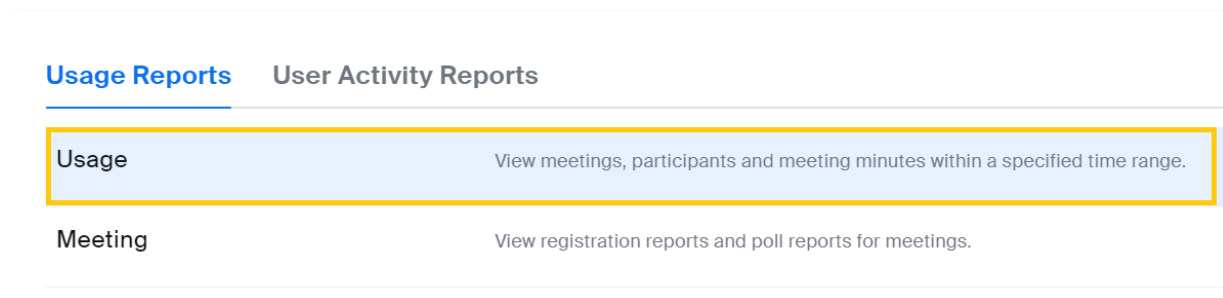 Usage Reports User Activity Reports
Usage View meetings, participants and meeting minutes within a specified time range.
Meeting View registration reports and poll reports for meetings.